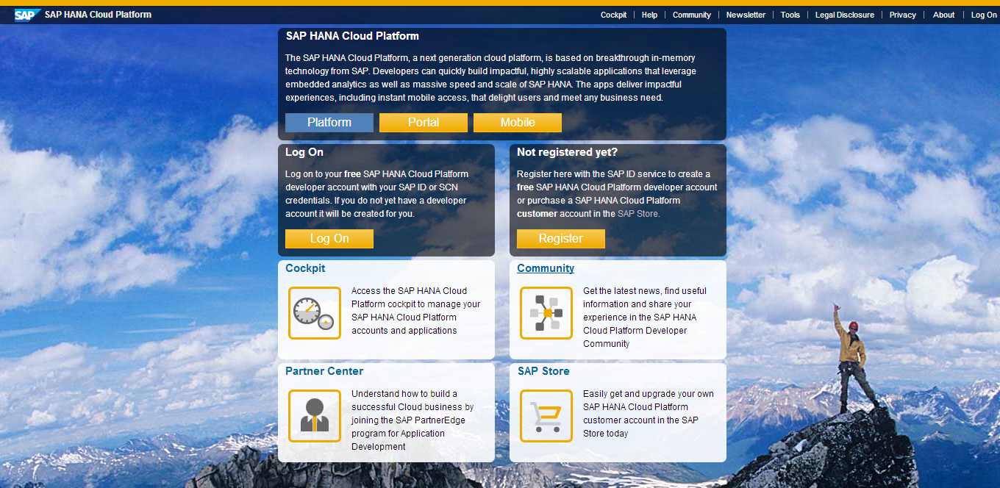 SAP SAP HANA Cloud Platform
Cockpit | Help | Community | Newsletter | Tools | Legal Disclosure | Privacy | About | Log On
SAP HANA Cloud Platform
The SAP HANA Cloud Platform, a next generation cloud platform, is based on breakthrough in-memory
technology from SAP. Developers can quickly build impactful, highly scalable applications that leverage
embedded analytics as well as massive speed and scale of SAP HANA. The apps deliver impactful
experiences, including instant mobile access, that delight users and meet any business need.
Platform Portal Mobile
Log On
Log on to your free SAP HANA Cloud Platform
developer account with your SAP ID or SCN
credentials. If you do not yet have a developer
account it will be created for you.
Log On
Not registered yet?
Register here with the SAP ID service to create a
free SAP HANA Cloud Platform developer account
or purchase a SAP HANA Cloud Platform
customer account in the SAP Store.
Register
Cockpit
Access the SAP HANA Cloud
Platform cockpit to manage your
SAP HANA Cloud Platform
accounts and applications
Community
Get the latest news, find useful
information and share your
experience in the SAP HANA
Cloud Platform Developer
Community
Partner Center
Understand how to build a
successful Cloud business by
joining the SAP PartnerEdge
program for Application
Development
SAP Store
Easily get and upgrade your own
SAP HANA Cloud Platform
customer account in the SAP
Store today